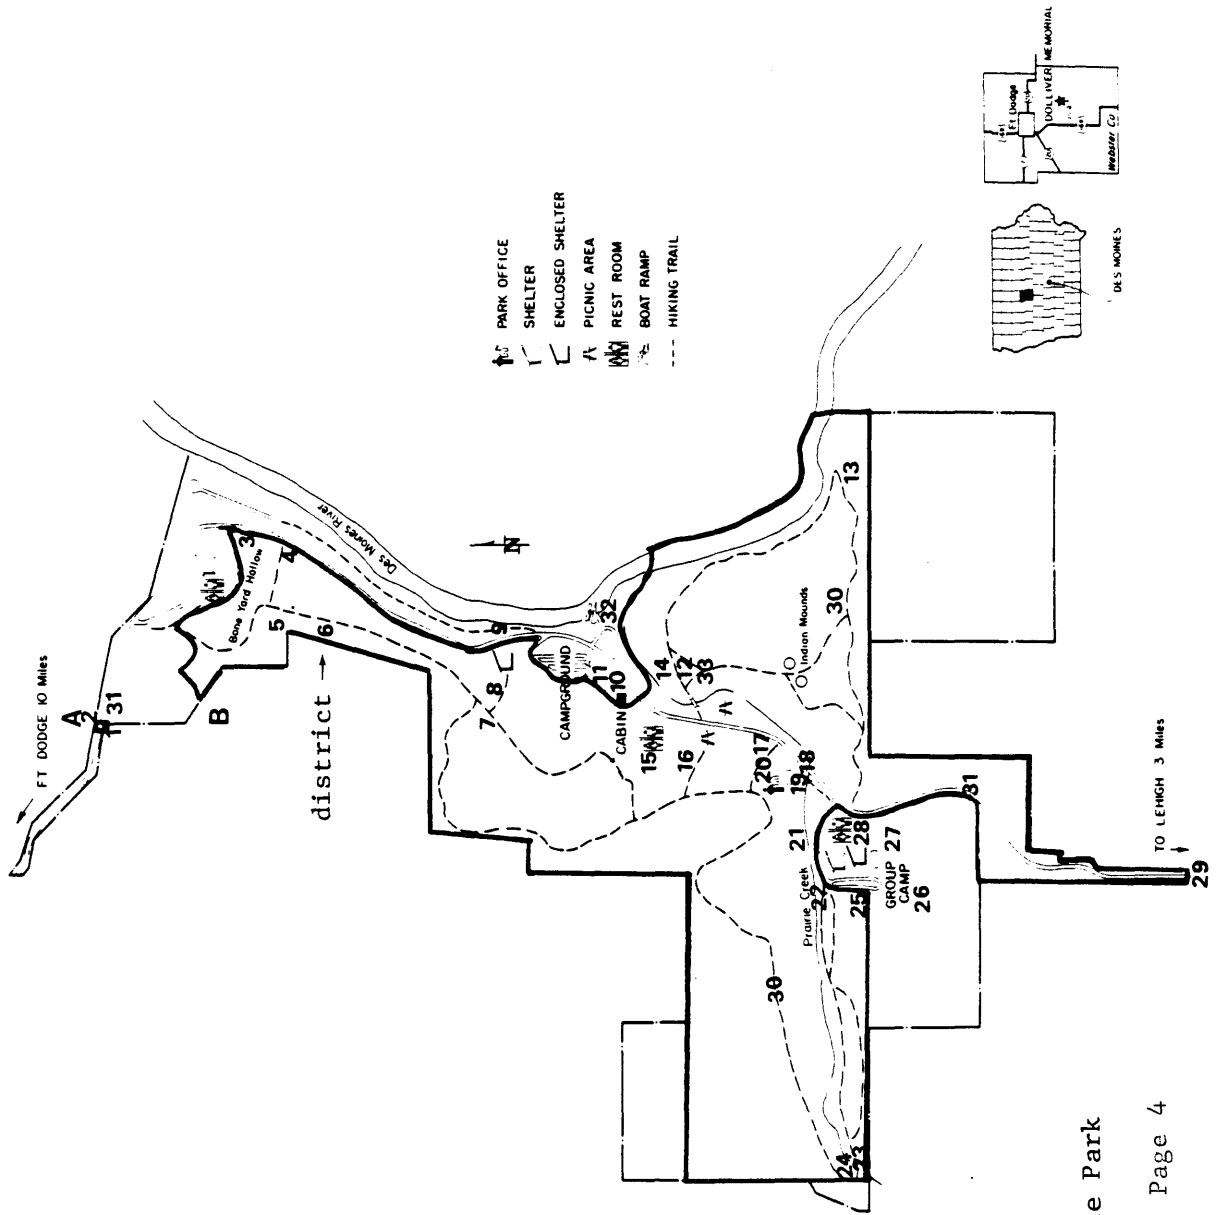 FT DODGE 10 Miles
A
2
1
31
B
3
Bone Yard Hollow
4
5
6
district
Des Moines River
N
9
8
7
CAMPGROUND
11
10
CABIN
32
14
12
33
13
30
Indian Mounds
15
16
17
20
18
19
21
28
27
GROUP
CAMP
26
25
22
Prairie Creek
30
24
23
31
TO LEHIGH 3 Miles
29
PARK OFFICE
SHELTER
ENCLOSED SHELTER
PICNIC AREA
REST ROOM
BOAT RAMP
HIKING TRAIL
DES MOINES
Ft Dodge
DOLLIVER MEMORIAL
Webster Co
e Park
Page 4